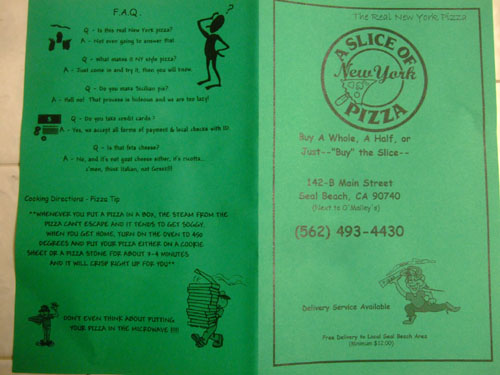 F.A.Q.
Q - Is this real New York pizza?
A - Not even going to answer that
Q - What makes it NY style pizza?
A - Just come in and try it, then you will know.
Q - Do you make Sicilian pie?
A - Hell no! That process is hideous and we are too lazy!
Q - Do you take credit cards?
A - Yes, we accept all forms of payment & local checks with ID
Q - Is that feta cheese?
A - No, and it's not goat cheese either, it's ricotta...
c'mon, think Italian, not Greek!!!
Cooking Directions - Pizza Tip
**WHENEVER YOU PUT A PIZZA IN A BOX, THE STEAM FROM THE
PIZZA CAN'T ESCAPE AND IT TENDS TO GET SOGGY.
WHEN YOU GET HOME, TURN ON THE OVEN TO 450
DEGREES AND PUT YOUR PIZZA EITHER ON A COOKIE
SHEET OR A PIZZA STONE FOR ABOUT 3-4 MINUTES
AND IT WILL CRISP RIGHT UP FOR YOU**
DON'T EVEN THINK ABOUT PUTTING
YOUR PIZZA IN THE MICROWAVE !!!!
The Real New York Pizza
A SLICE OF
New York
PIZZA
Buy A Whole, A Half, or
Just--"Buy" the Slice--
142-B Main Street
Seal Beach, CA 90740
(Next to O'Malley's)
(562) 493-4430
Delivery Service Available
Free Delivery to Local Seal Beach Area
(Minimum $12.00)